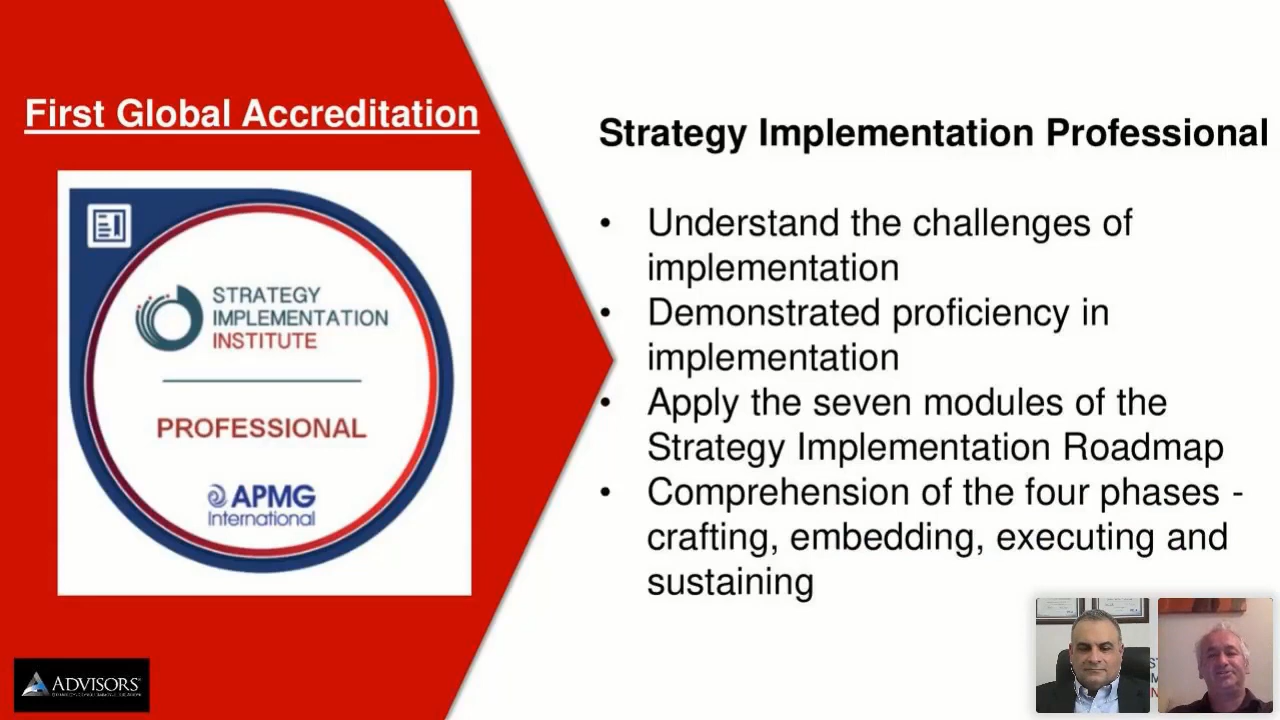 First Global Accreditation
STRATEGY
IMPLEMENTATION
INSTITUTE
PROFESSIONAL
APMG
International
Strategy Implementation Professional
• Understand the challenges of
implementation
• Demonstrated proficiency in
implementation
• Apply the seven modules of the
Strategy Implementation Roadmap
• Comprehension of the four phases -
crafting, embedding, executing and
sustaining
ADVISORS